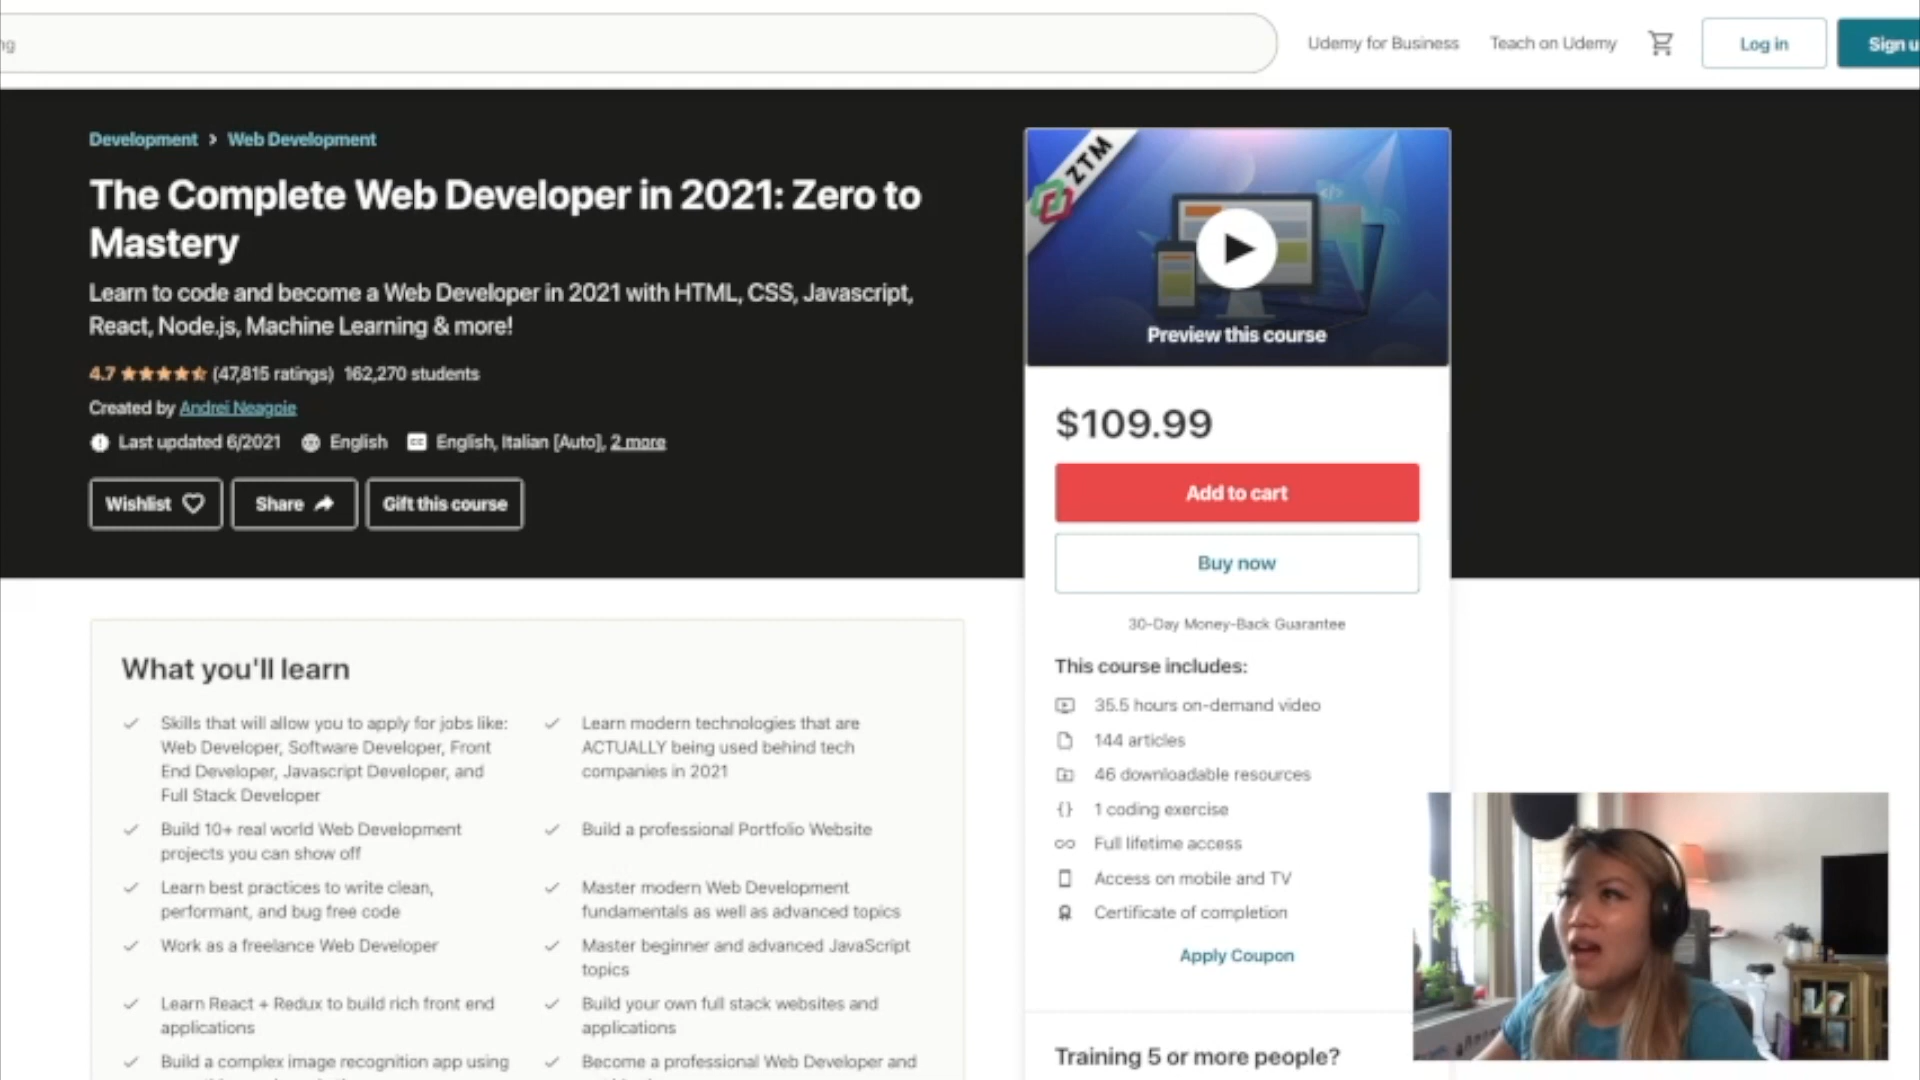 ng
Udemy for Business
Teach on Udemy
Log in
Sign u
Development > Web Development
The Complete Web Developer in 2021: Zero to
Mastery
Learn to code and become a Web Developer in 2021 with HTML, CSS, Javascript,
React, Node.js, Machine Learning & more!
4.7 (47,815 ratings) 162,270 students
Created by Andrei Neagoie
Last updated 6/2021 English CC English, Italian [Auto], 2 more
Wishlist
Share
Gift this course
ZTM
Preview this course
$109.99
Add to cart
Buy now
30-Day Money-Back Guarantee
This course includes:
35.5 hours on-demand video
144 articles
46 downloadable resources
{} 1 coding exercise
Full lifetime access
Access on mobile and TV
Certificate of completion
Apply Coupon
Training 5 or more people?
What you'll learn
Skills that will allow you to apply for jobs like:
Web Developer, Software Developer, Front
End Developer, Javascript Developer, and
Full Stack Developer
Learn modern technologies that are
ACTUALLY being used behind tech
companies in 2021
Build 10+ real world Web Development
projects you can show off
Build a professional Portfolio Website
Learn best practices to write clean,
performant, and bug free code
Master modern Web Development
fundamentals as well as advanced topics
Work as a freelance Web Developer
Master beginner and advanced JavaScript
topics
Learn React + Redux to build rich front end
applications
Build your own full stack websites and
applications
Build a complex image recognition app using
Become a professional Web Developer and